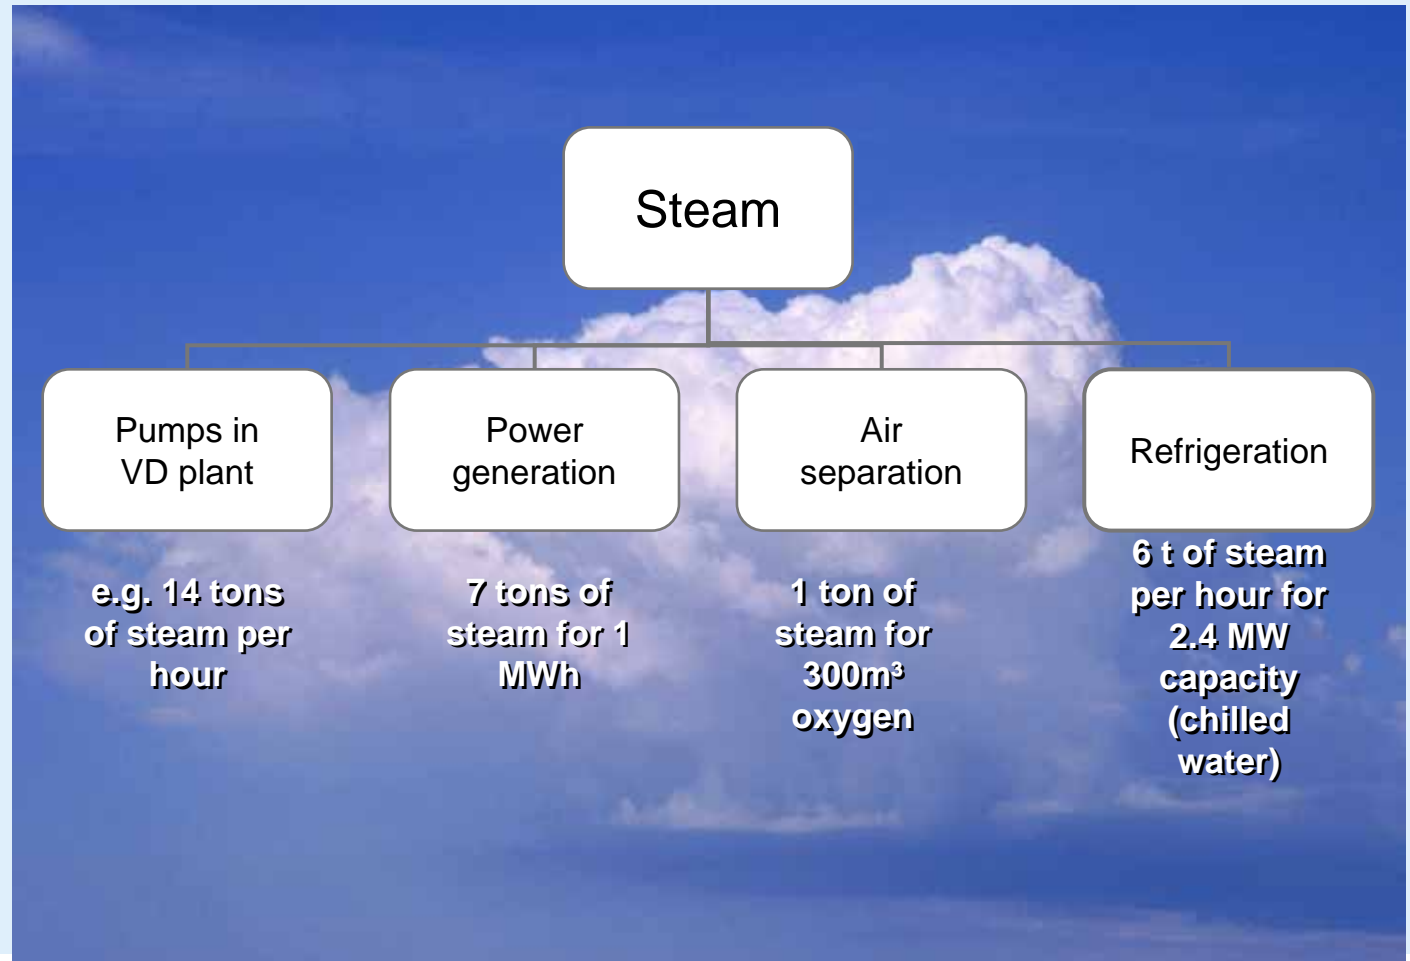 Steam
Pumps in
VD plant
Power
generation
Air
separation
Refrigeration
e.g. 14 tons
of steam per
hour
7 tons of
steam for 1
MWh
1 ton of
steam for
300m³
oxygen
6 t of steam
per hour for
2.4 MW
capacity
(chilled
water)